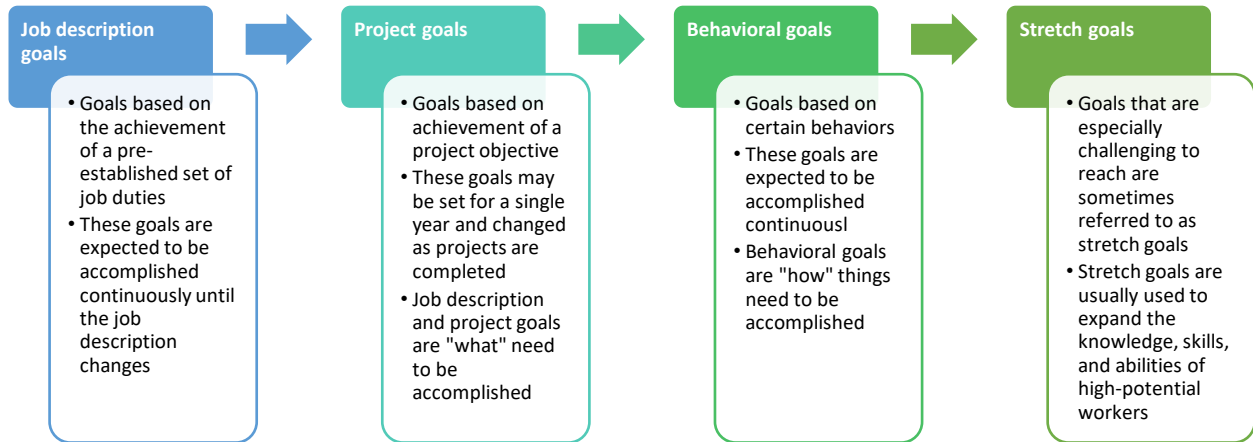 Job description
goals
• Goals based on
the achievement
of a pre-
established set of
job duties
• These goals are
expected to be
accomplished
continuously until
the job
description
changes
Project goals
• Goals based on
achievement of a
project objective
• These goals may
be set for a single
year and changed
as projects are
completed
• Job description
and project goals
are "what" need
to be
accomplished
Behavioral goals
• Goals based on
certain behaviors
• These goals are
expected to be
accomplished
continuousl
• Behavioral goals
are "how" things
need to be
accomplished
Stretch goals
• Goals that are
especially
challenging to
reach are
sometimes
referred to as
stretch goals
• Stretch goals are
usually used to
expand the
knowledge, skills,
and abilities of
high-potential
workers